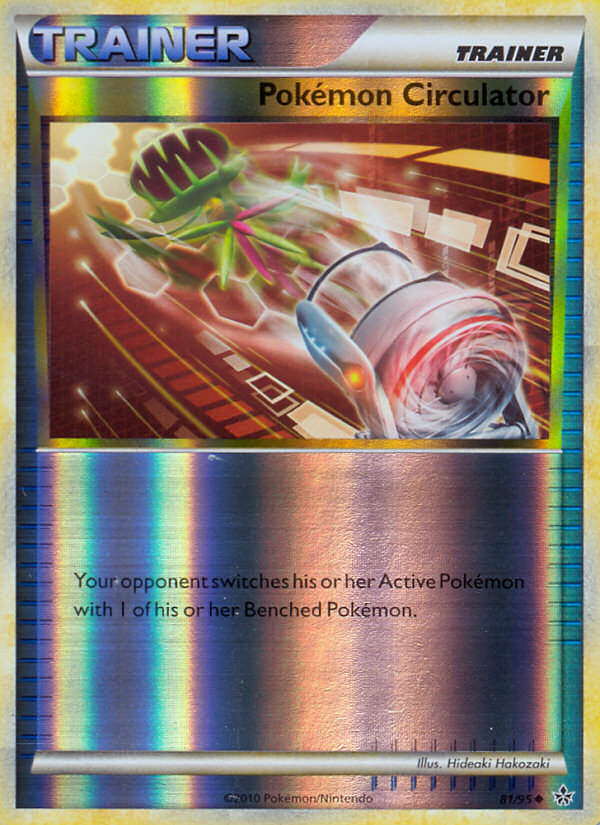 TRAINER
TRAINER
Pokémon Circulator
Your opponent switches his or her Active Pokémon
with 1 of his or her Benched Pokémon.
Illus. Hideaki Hakozaki
©2010 Pokémon/Nintendo
81/95